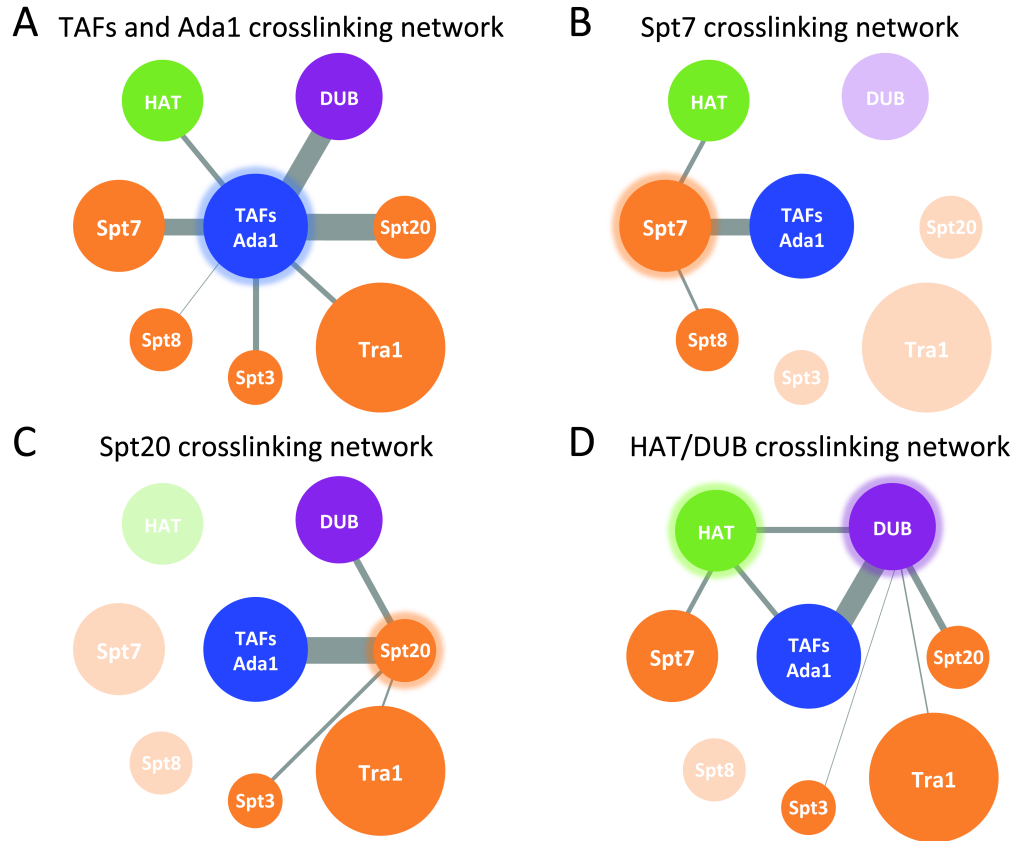 A TAFs and Ada1 crosslinking network
HAT
DUB
Spt7
TAFs
Ada1
Spt20
Spt8
Spt3
Tra1
B Spt7 crosslinking network
HAT
DUB
Spt7
TAFs
Ada1
Spt20
Spt8
Spt3
Tra1
C Spt20 crosslinking network
HAT
DUB
Spt7
TAFs
Ada1
Spt20
Spt8
Spt3
Tra1
D HAT/DUB crosslinking network
HAT
DUB
Spt7
TAFs
Ada1
Spt20
Spt8
Spt3
Tra1